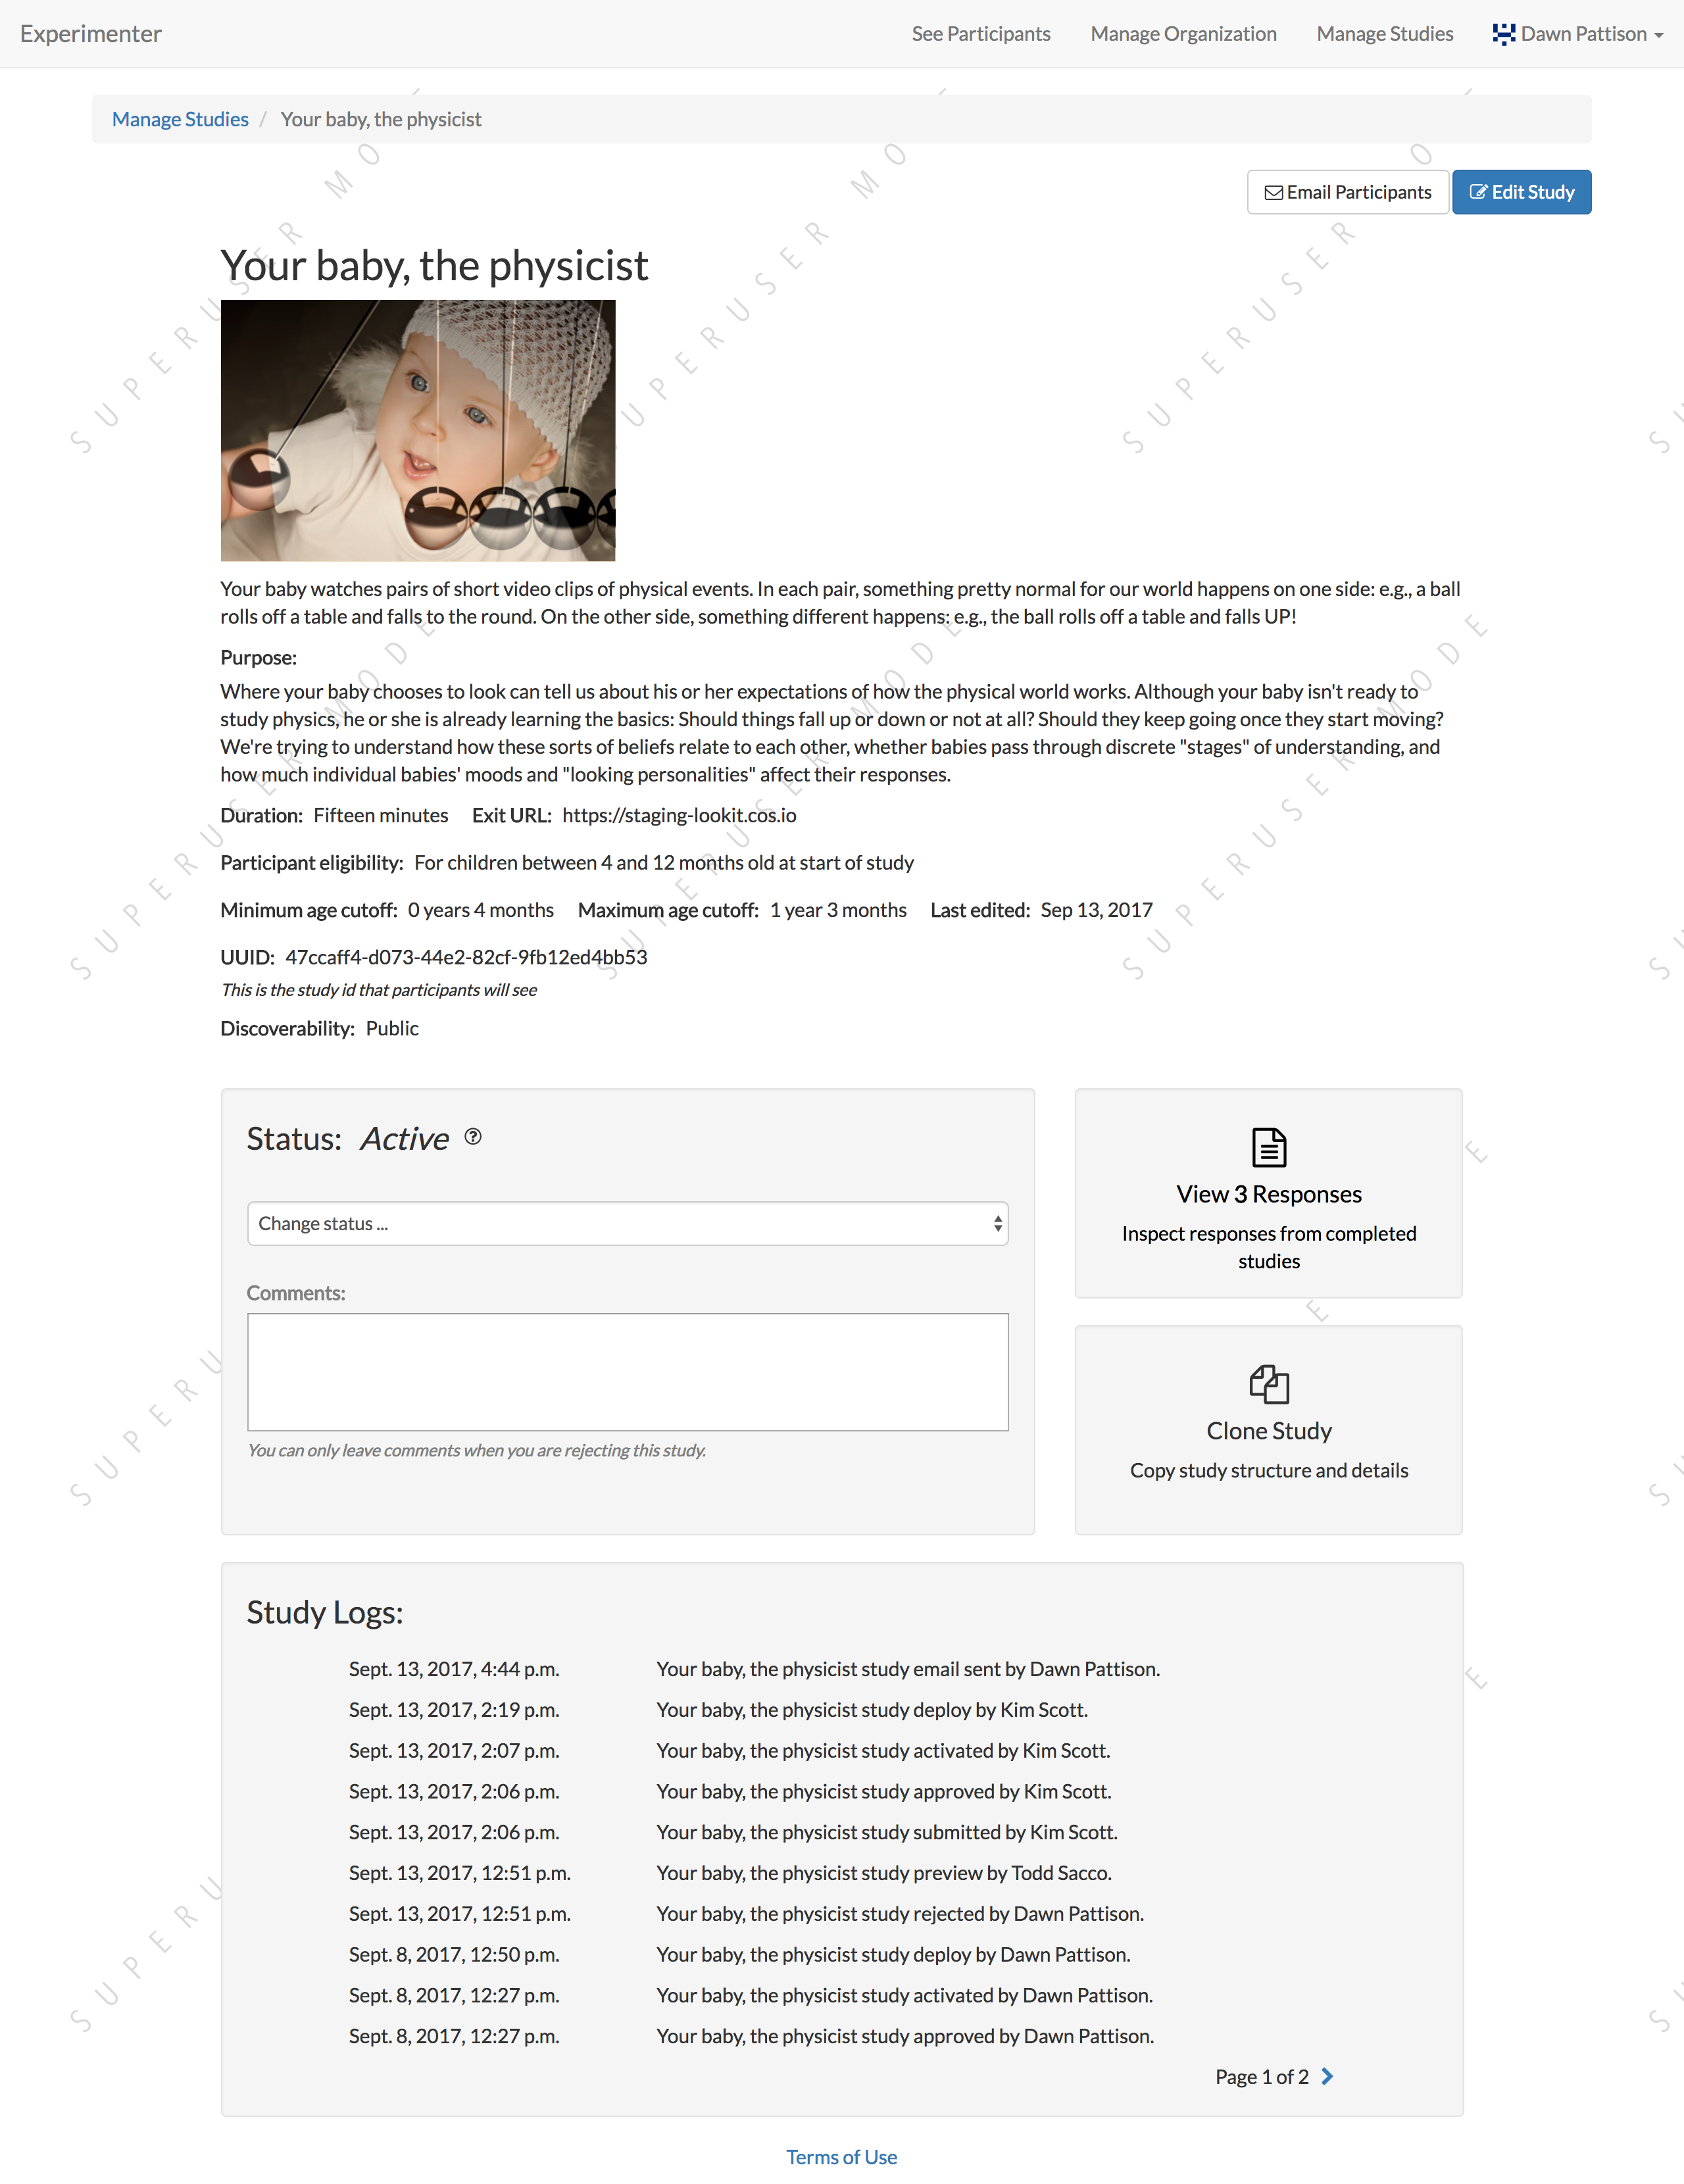 Experimenter
See Participants Manage Organization Manage Studies Dawn Pattison
Manage Studies / Your baby, the physicist
Email Participants Edit Study
Your baby, the physicist
Your baby watches pairs of short video clips of physical events. In each pair, something pretty normal for our world happens on one side: e.g., a ball
rolls off a table and falls to the round. On the other side, something different happens: e.g., the ball rolls off a table and falls UP!
Purpose:
Where your baby chooses to look can tell us about his or her expectations of how the physical world works. Although your baby isn't ready to
study physics, he or she is already learning the basics: Should things fall up or down or not at all? Should they keep going once they start moving?
We're trying to understand how these sorts of beliefs relate to each other, whether babies pass through discrete "stages" of understanding, and
how much individual babies' moods and "looking personalities" affect their responses.
Duration: Fifteen minutes Exit URL: https://staging-lookit.cos.io
Participant eligibility: For children between 4 and 12 months old at start of study
Minimum age cutoff: 0 years 4 months Maximum age cutoff: 1 year 3 months Last edited: Sep 13, 2017
UUID: 47ccaff4-d073-44e2-82cf-9fb12ed4bb53
This is the study id that participants will see
Discoverability: Public
Status: Active
Change status ...
Comments:
You can only leave comments when you are rejecting this study.
View 3 Responses
Inspect responses from completed
studies
Clone Study
Copy study structure and details
Study Logs:
Sept. 13, 2017, 4:44 p.m. Your baby, the physicist study email sent by Dawn Pattison.
Sept. 13, 2017, 2:19 p.m. Your baby, the physicist study deploy by Kim Scott.
Sept. 13, 2017, 2:07 p.m. Your baby, the physicist study activated by Kim Scott.
Sept. 13, 2017, 2:06 p.m. Your baby, the physicist study approved by Kim Scott.
Sept. 13, 2017, 2:06 p.m. Your baby, the physicist study submitted by Kim Scott.
Sept. 13, 2017, 12:51 p.m. Your baby, the physicist study preview by Todd Sacco.
Sept. 13, 2017, 12:51 p.m. Your baby, the physicist study rejected by Dawn Pattison.
Sept. 8, 2017, 12:50 p.m. Your baby, the physicist study deploy by Dawn Pattison.
Sept. 8, 2017, 12:27 p.m. Your baby, the physicist study activated by Dawn Pattison.
Sept. 8, 2017, 12:27 p.m. Your baby, the physicist study approved by Dawn Pattison.
Page 1 of 2
Terms of Use
SUPERUSER MODE
SUPERUSER MODE
SUPERUSER MODE
SUPERUSER MODE
SUPERUSER MODE
SUPERUSER MODE